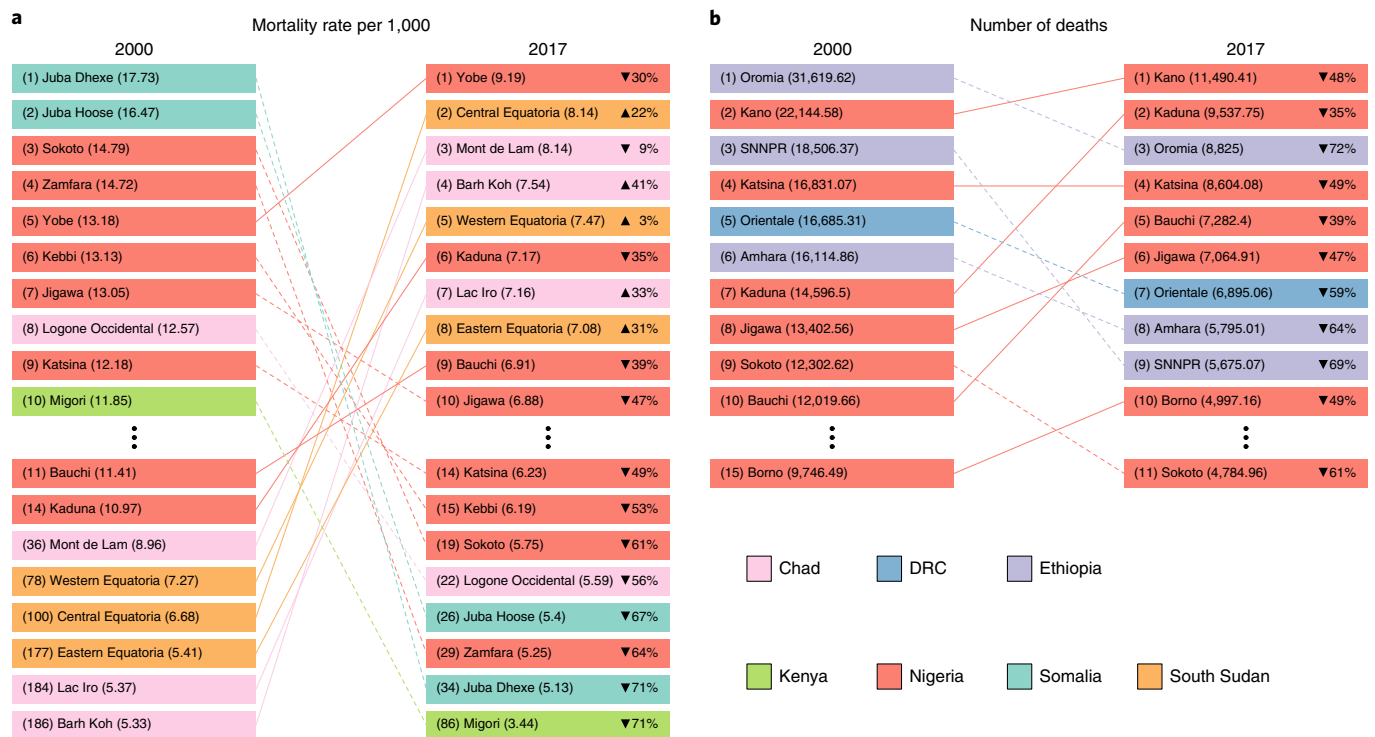 a
Mortality rate per 1,000
2000
(1) Juba Dhexe (17.73)
(2) Juba Hoose (16.47)
(3) Sokoto (14.79)
(4) Zamfara (14.72)
(5) Yobe (13.18)
(6) Kebbi (13.13)
(7) Jigawa (13.05)
(8) Logone Occidental (12.57)
(9) Katsina (12.18)
(10) Migori (11.85)
(11) Bauchi (11.41)
(14) Kaduna (10.97)
(36) Mont de Lam (8.96)
(78) Western Equatoria (7.27)
(100) Central Equatoria (6.68)
(177) Eastern Equatoria (5.41)
(184) Lac Iro (5.37)
(186) Barh Koh (5.33)
2017
(1) Yobe (9.19) ▼30%
(2) Central Equatoria (8.14) ▲22%
(3) Mont de Lam (8.14) ▼ 9%
(4) Barh Koh (7.54) ▲41%
(5) Western Equatoria (7.47) ▲ 3%
(6) Kaduna (7.17) ▼35%
(7) Lac Iro (7.16) ▲33%
(8) Eastern Equatoria (7.08) ▲31%
(9) Bauchi (6.91) ▼39%
(10) Jigawa (6.88) ▼47%
(14) Katsina (6.23) ▼49%
(15) Kebbi (6.19) ▼53%
(19) Sokoto (5.75) ▼61%
(22) Logone Occidental (5.59) ▼56%
(26) Juba Hoose (5.4) ▼67%
(29) Zamfara (5.25) ▼64%
(34) Juba Dhexe (5.13) ▼71%
(86) Migori (3.44) ▼71%
b
Number of deaths
2000
(1) Oromia (31,619.62)
(2) Kano (22,144.58)
(3) SNNPR (18,506.37)
(4) Katsina (16,831.07)
(5) Orientale (16,685.31)
(6) Amhara (16,114.86)
(7) Kaduna (14,596.5)
(8) Jigawa (13,402.56)
(9) Sokoto (12,302.62)
(10) Bauchi (12,019.66)
(15) Borno (9,746.49)
2017
(1) Kano (11,490.41) ▼48%
(2) Kaduna (9,537.75) ▼35%
(3) Oromia (8,825) ▼72%
(4) Katsina (8,604.08) ▼49%
(5) Bauchi (7,282.4) ▼39%
(6) Jigawa (7,064.91) ▼47%
(7) Orientale (6,895.06) ▼59%
(8) Amhara (5,795.01) ▼64%
(9) SNNPR (5,675.07) ▼69%
(10) Borno (4,997.16) ▼49%
(11) Sokoto (4,784.96) ▼61%
Chad DRC Ethiopia
Kenya Nigeria Somalia South Sudan